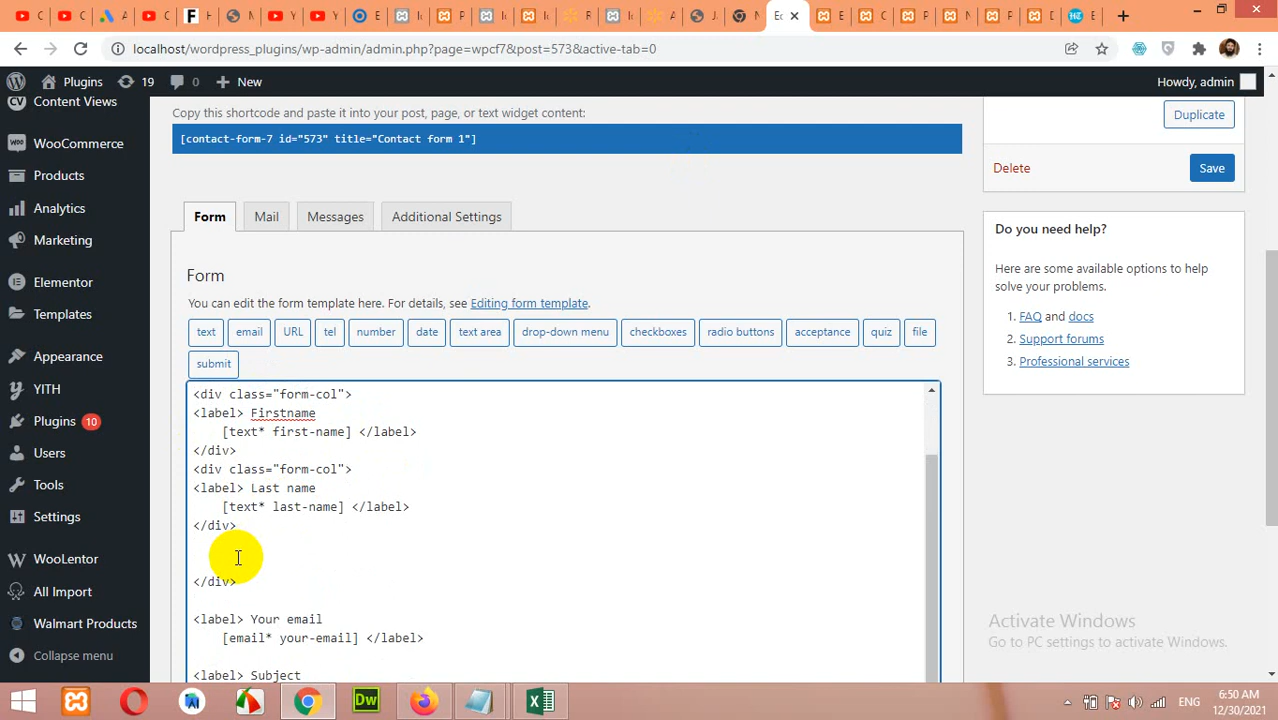 E
localhost/wordpress_plugins/wp-admin/admin.php?page=wpcf7&post=573&active-tab=0
Plugins 19 0 New Howdy, admin
Content Views
WooCommerce
Products
Analytics
Marketing
Elementor
Templates
Appearance
YITH
Plugins 10
Users
Tools
Settings
WooLentor
All Import
Walmart Products
Collapse menu
Copy this shortcode and paste it into your post, page, or text widget content:
[contact-form-7 id="573" title="Contact form 1"]
Form Mail Messages Additional Settings
Form
You can edit the form template here. For details, see Editing form template.
text email URL tel number date text area drop-down menu checkboxes radio buttons acceptance quiz file
submit
<div class="form-col">
<label> Firstname
[text* first-name] </label>
</div>
<div class="form-col">
<label> Last name
[text* last-name] </label>
</div>
</div>
<label> Your email
[email* your-email] </label>
<label> Subject
Duplicate
Delete Save
Do you need help?
Here are some available options to help
solve your problems.
1. FAQ and docs
2. Support forums
3. Professional services
Activate Windows
Go to PC settings to activate Windows.
ENG
6:50 AM
12/30/2021